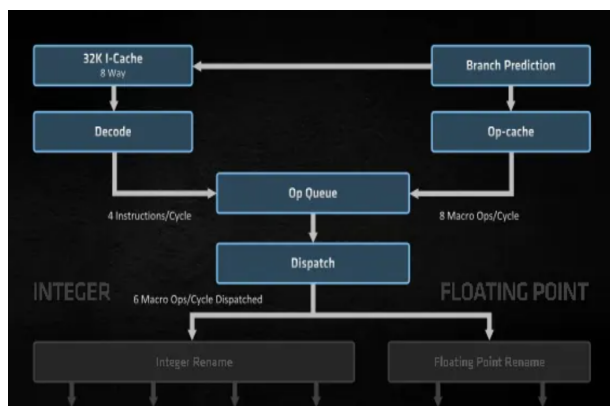 32K I-Cache
8 Way
Branch Prediction
Decode
Op-cache
Op Queue
4 Instructions/Cycle
8 Macro Ops/Cycle
Dispatch
INTEGER
FLOATING POINT
6 Macro Ops/Cycle Dispatched
Integer Rename
Floating Point Rename